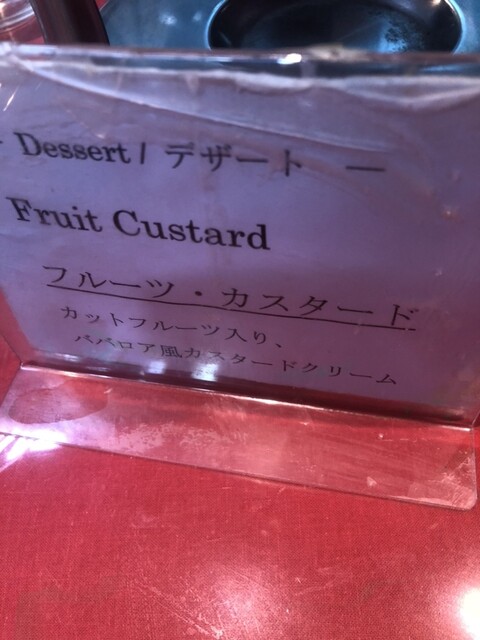 - Dessert / デザート —
Fruit Custard
フルーツ・カスタード
カットフルーツ入り、
ババロア風カスタードクリーム